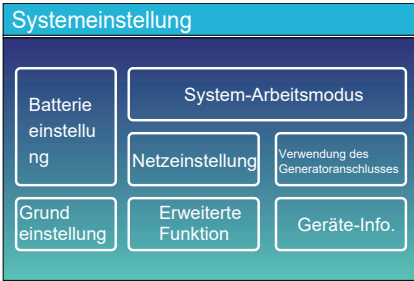 Systemeinstellung
Batterie
einstellu
ng
System-Arbeitsmodus
Netzeinstellung
Verwendung des
Generatoranschlusses
Grund
einstellung
Erweiterte
Funktion
Geräte-Info.